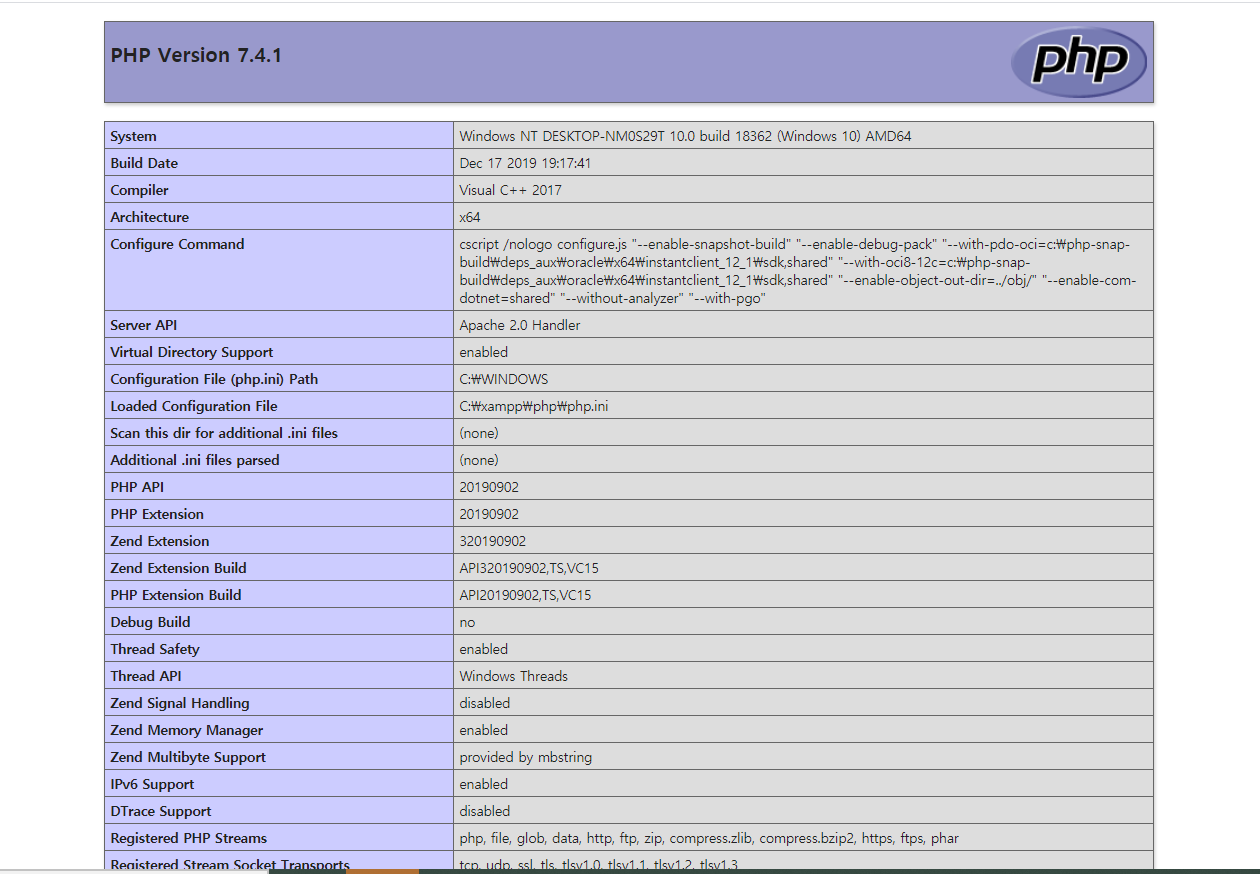 PHP Version 7.4.1
php
System Windows NT DESKTOP-NM0S29T 10.0 build 18362 (Windows 10) AMD64
Build Date Dec 17 2019 19:17:41
Compiler Visual C++ 2017
Architecture x64
Configure Command cscript /nologo configure.js "--enable-snapshot-build" "--enable-debug-pack" "--with-pdo-oci=c:₩php-snap-
build₩deps_aux₩oracle₩x64₩instantclient_12_1₩sdk,shared" "--with-oci8-12c=c:₩php-snap-
build₩deps_aux₩oracle₩x64₩instantclient_12_1₩sdk,shared" "--enable-object-out-dir=../obj/" "--enable-com-
dotnet=shared" "--without-analyzer" "--with-pgo"
Server API Apache 2.0 Handler
Virtual Directory Support enabled
Configuration File (php.ini) Path C:₩WINDOWS
Loaded Configuration File C:₩xampp₩php₩php.ini
Scan this dir for additional .ini files (none)
Additional .ini files parsed (none)
PHP API 20190902
PHP Extension 20190902
Zend Extension 320190902
Zend Extension Build API320190902,TS,VC15
PHP Extension Build API20190902,TS,VC15
Debug Build no
Thread Safety enabled
Thread API Windows Threads
Zend Signal Handling disabled
Zend Memory Manager enabled
Zend Multibyte Support provided by mbstring
IPv6 Support enabled
DTrace Support disabled
Registered PHP Streams php, file, glob, data, http, ftp, zip, compress.zlib, compress.bzip2, https, ftps, phar
Registered Stream Socket Transports tcp, udp, ssl, tls, tlsv1.0, tlsv1.1, tlsv1.2, tlsv1.3